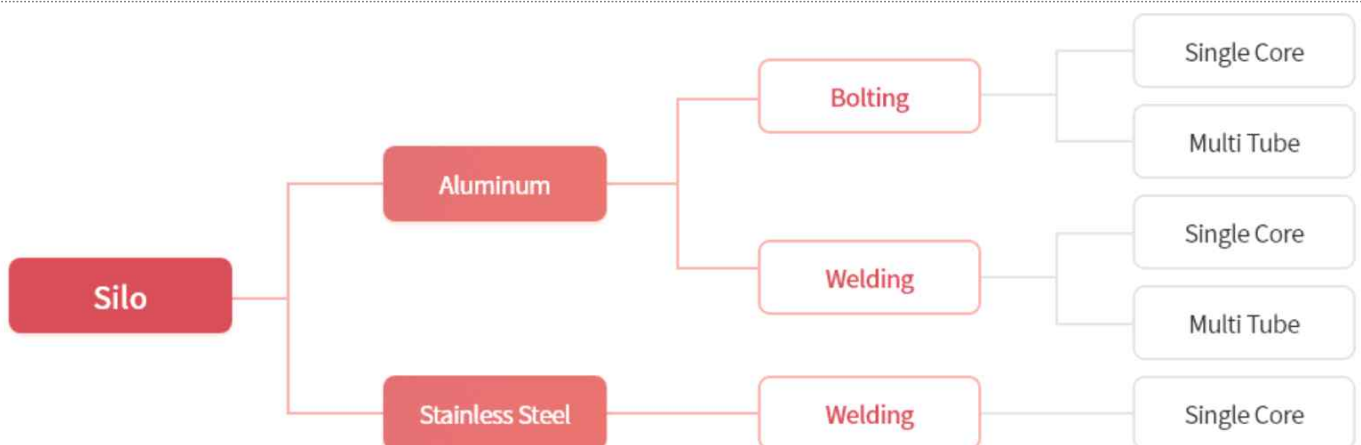 Silo
Aluminum
Bolting
Single Core
Multi Tube
Welding
Single Core
Multi Tube
Stainless Steel
Welding
Single Core